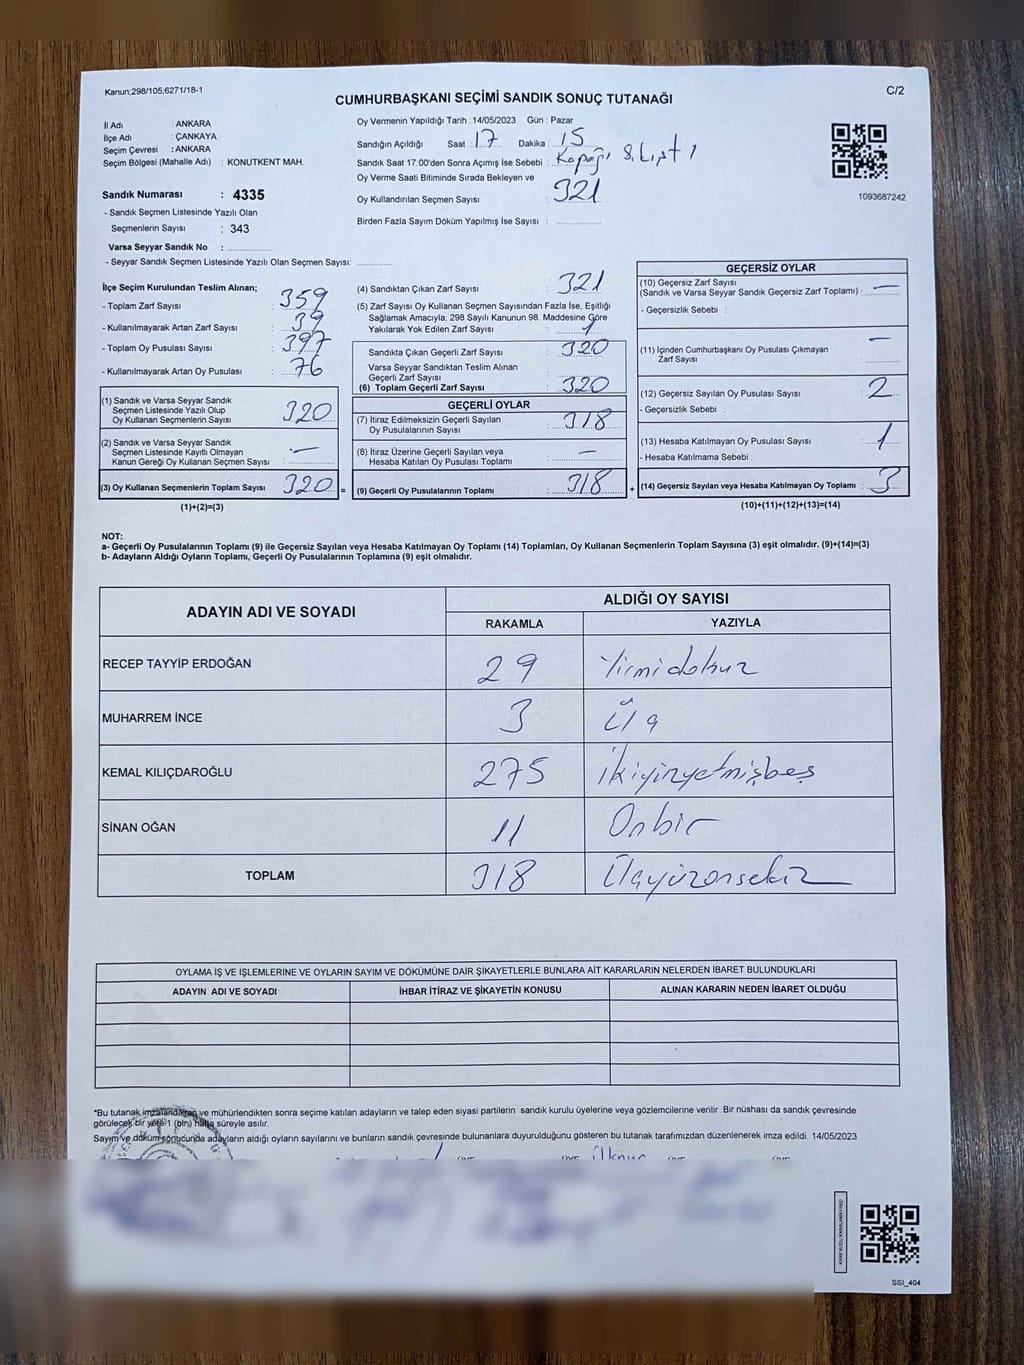 Kanun;298/105;6271/18-1
C/2
CUMHURBAŞKANI SEÇİMİ SANDIK SONUÇ TUTANAĞI
İl Adı : ANKARA
İlçe Adı : ÇANKAYA
Seçim Çevresi : ANKARA
Seçim Bölgesi (Mahalle Adı) : KONUTKENT MAH.
Sandık Numarası : 4335
- Sandık Seçmen Listesinde Yazılı Olan
Seçmenlerin Sayısı : 343
Varsa Seyyar Sandık No :
- Seyyar Sandık Seçmen Listesinde Yazılı Olan Seçmen Sayısı:
Oy Vermenin Yapıldığı Tarih : 14/05/2023 Gün : Pazar
Sandığın Açıldığı Saat : 17 Dakika : 15
Sandık Saat 17:00'den Sonra Açılmış İse Sebebi :
Oy Verme Saati Bitiminde Sırada Bekleyen ve
Oy Kullandırılan Seçmen Sayısı : 321
Birden Fazla Sayım Döküm Yapılmış İse Sayısı :
1093687242
İlçe Seçim Kurulundan Teslim Alınan;
- Toplam Zarf Sayısı : 359
- Kullanılmayarak Artan Zarf Sayısı : 39
- Toplam Oy Pusulası Sayısı : 397
- Kullanılmayarak Artan Oy Pusulası : 76
(1) Sandık ve Varsa Seyyar Sandık
Seçmen Listesinde Yazılı Olup
Oy Kullanan Seçmenlerin Sayısı : 320
(2) Sandık ve Varsa Seyyar Sandık
Seçmen Listesinde Kayıtlı Olmayan
Kanun Gereği Oy Kullanan Seçmen Sayısı : —
(3) Oy Kullanan Seçmenlerin Toplam Sayısı : 320 =
(1)+(2)=(3)
(4) Sandıktan Çıkan Zarf Sayısı : 321
(5) Zarf Sayısı Oy Kullanan Seçmen Sayısından Fazla İse, Eşitliği
Sağlamak Amacıyla; 298 Sayılı Kanunun 98. Maddesine Göre
Yakılarak Yok Edilen Zarf Sayısı : 1
Sandıkta Çıkan Geçerli Zarf Sayısı : 320
Varsa Seyyar Sandıktan Teslim Alınan
Geçerli Zarf Sayısı
(6) Toplam Geçerli Zarf Sayısı : 320
GEÇERLİ OYLAR
(7) İtiraz Edilmeksizin Geçerli Sayılan
Oy Pusulalarının Sayısı : 318
(8) İtiraz Üzerine Geçerli Sayılan veya
Hesaba Katılan Oy Pusulası Toplamı : —
(9) Geçerli Oy Pusulalarının Toplamı : 318 +
GEÇERSİZ OYLAR
(10) Geçersiz Zarf Sayısı
(Sandık ve Varsa Seyyar Sandık Geçersiz Zarf Toplamı) : —
- Geçersizlik Sebebi :
(11) İçinden Cumhurbaşkanı Oy Pusulası Çıkmayan
Zarf Sayısı : —
(12) Geçersiz Sayılan Oy Pusulası Sayısı : 2
- Geçersizlik Sebebi :
(13) Hesaba Katılmayan Oy Pusulası Sayısı : 1
- Hesaba Katılmama Sebebi :
(14) Geçersiz Sayılan veya Hesaba Katılmayan Oy Toplamı : 3
(10)+(11)+(12)+(13)=(14)
NOT:
a- Geçerli Oy Pusulalarının Toplamı (9) ile Geçersiz Sayılan veya Hesaba Katılmayan Oy Toplamı (14) Toplamları, Oy Kullanan Seçmenlerin Toplam Sayısına (3) eşit olmalıdır. (9)+(14)=(3)
b- Adayların Aldığı Oyların Toplamı, Geçerli Oy Pusulalarının Toplamına (9) eşit olmalıdır.
ADAYIN ADI VE SOYADI ALDIĞI OY SAYISI
RAKAMLA YAZIYLA
RECEP TAYYİP ERDOĞAN 29 Yirmidokuz
MUHARREM İNCE 3 Üç
KEMAL KILIÇDAROĞLU 275 İkiyüzyetmişbeş
SİNAN OĞAN 11 Onbir
TOPLAM 318 Üçyüzonsekiz
OYLAMA İŞ VE İŞLEMLERİNE VE OYLARIN SAYIM VE DÖKÜMÜNE DAİR ŞİKAYETLERLE BUNLARA AİT KARARLARIN NELERDEN İBARET BULUNDUKLARI
ADAYIN ADI VE SOYADI İHBAR İTİRAZ VE ŞİKAYETİN KONUSU ALINAN KARARIN NEDEN İBARET OLDUĞU
*Bu tutanak imzalandıktan ve mühürlendikten sonra seçime katılan adayların ve talep eden siyasi partilerin sandık kurulu üyelerine veya gözlemcilerine verilir. Bir nüshası da sandık çevresinde
görülecek bir yere 1 (bir) hafta süreyle asılır.
Sayım ve döküm sonucunda adayların aldığı oyların sayılarını ve bunların sandık çevresinde bulunanlara duyurulduğunu gösteren bu tutanak tarafımızdan düzenlenerek imza edildi. 14/05/2023
SSI_404